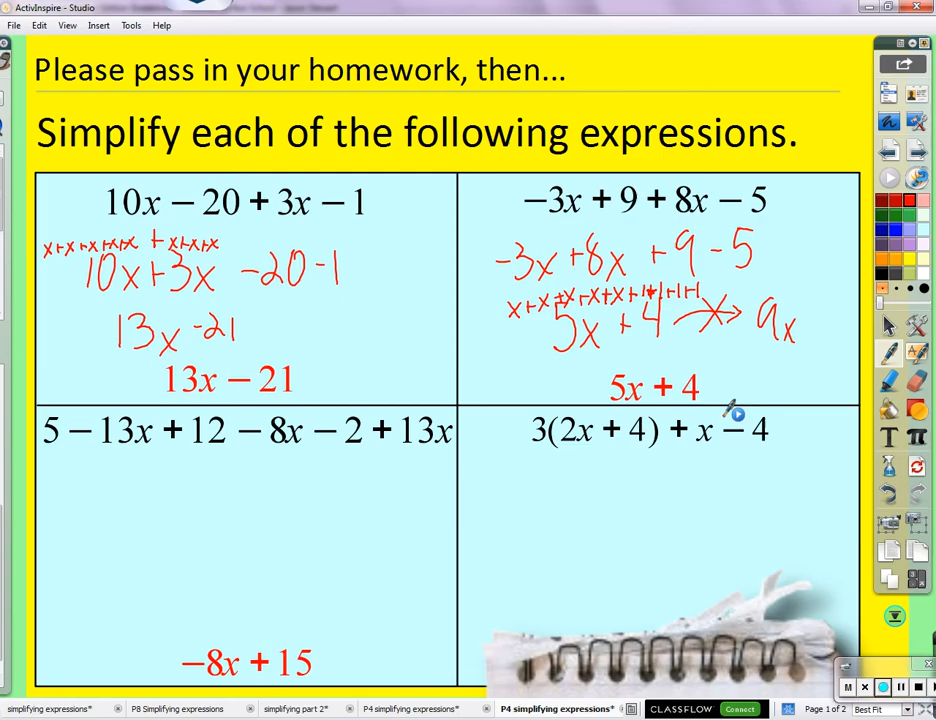 ActivInspire - Studio
File Edit View Insert Tools Help
Please pass in your homework, then...
Simplify each of the following expressions.
10x – 20 + 3x – 1
x+x+x+x+x+x + x+x+x
10x+3x -20-1
13x -21
13x – 21
–3x + 9 + 8x – 5
-3x +8x +9 -5
x+x+x+x+x+1+1+1+1
5x +4 9x
5x + 4
5 – 13x + 12 – 8x – 2 + 13x
–8x + 15
3(2x + 4) + x – 4
M
simplifying expressions* P8 Simplifying expressions simplifying part 2* P4 simplifying expressions* P4 simplifying expressions* CLASSFLOW Connect Page 1 of 2 Best Fit